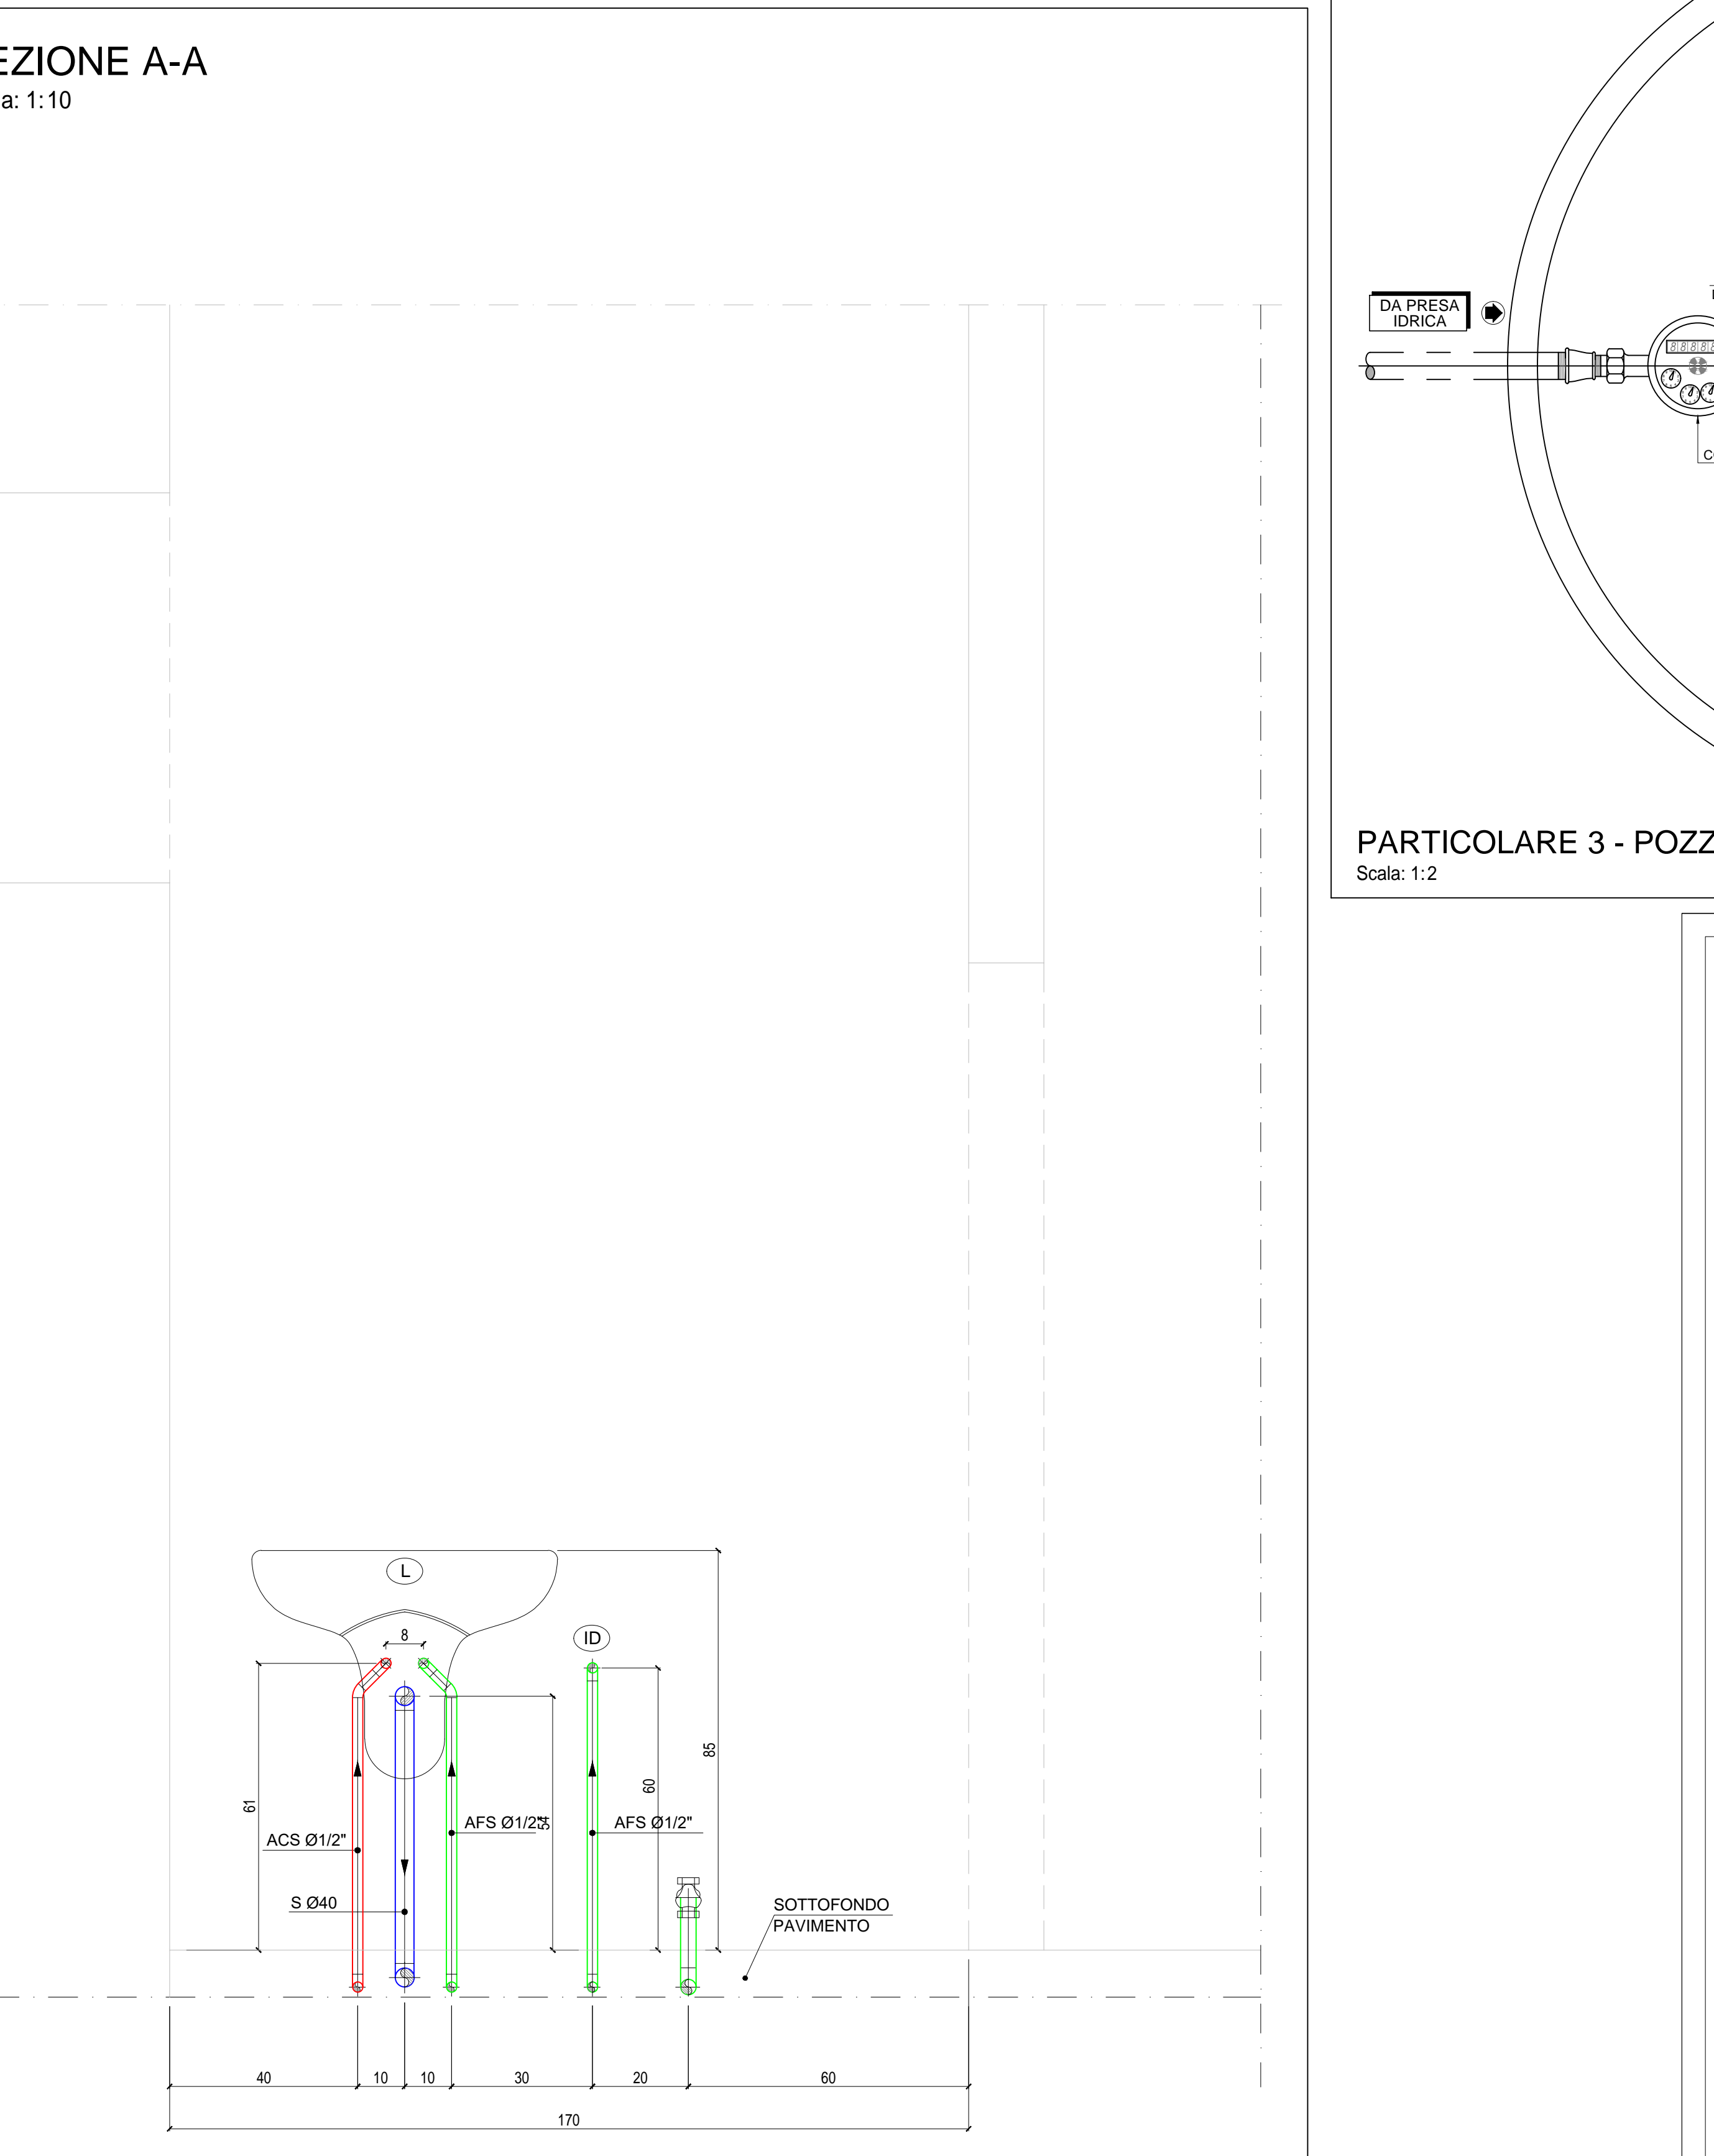 EZIONE A-A
a: 1:10
DA PRESA
IDRICA
PARTICOLARE 3 - POZZ
Scala: 1:2
L
8
ID
61
54
60
85
ACS Ø1/2"
AFS Ø1/2"
AFS Ø1/2"
S Ø40
SOTTOFONDO
PAVIMENTO
40
10
10
30
20
60
170